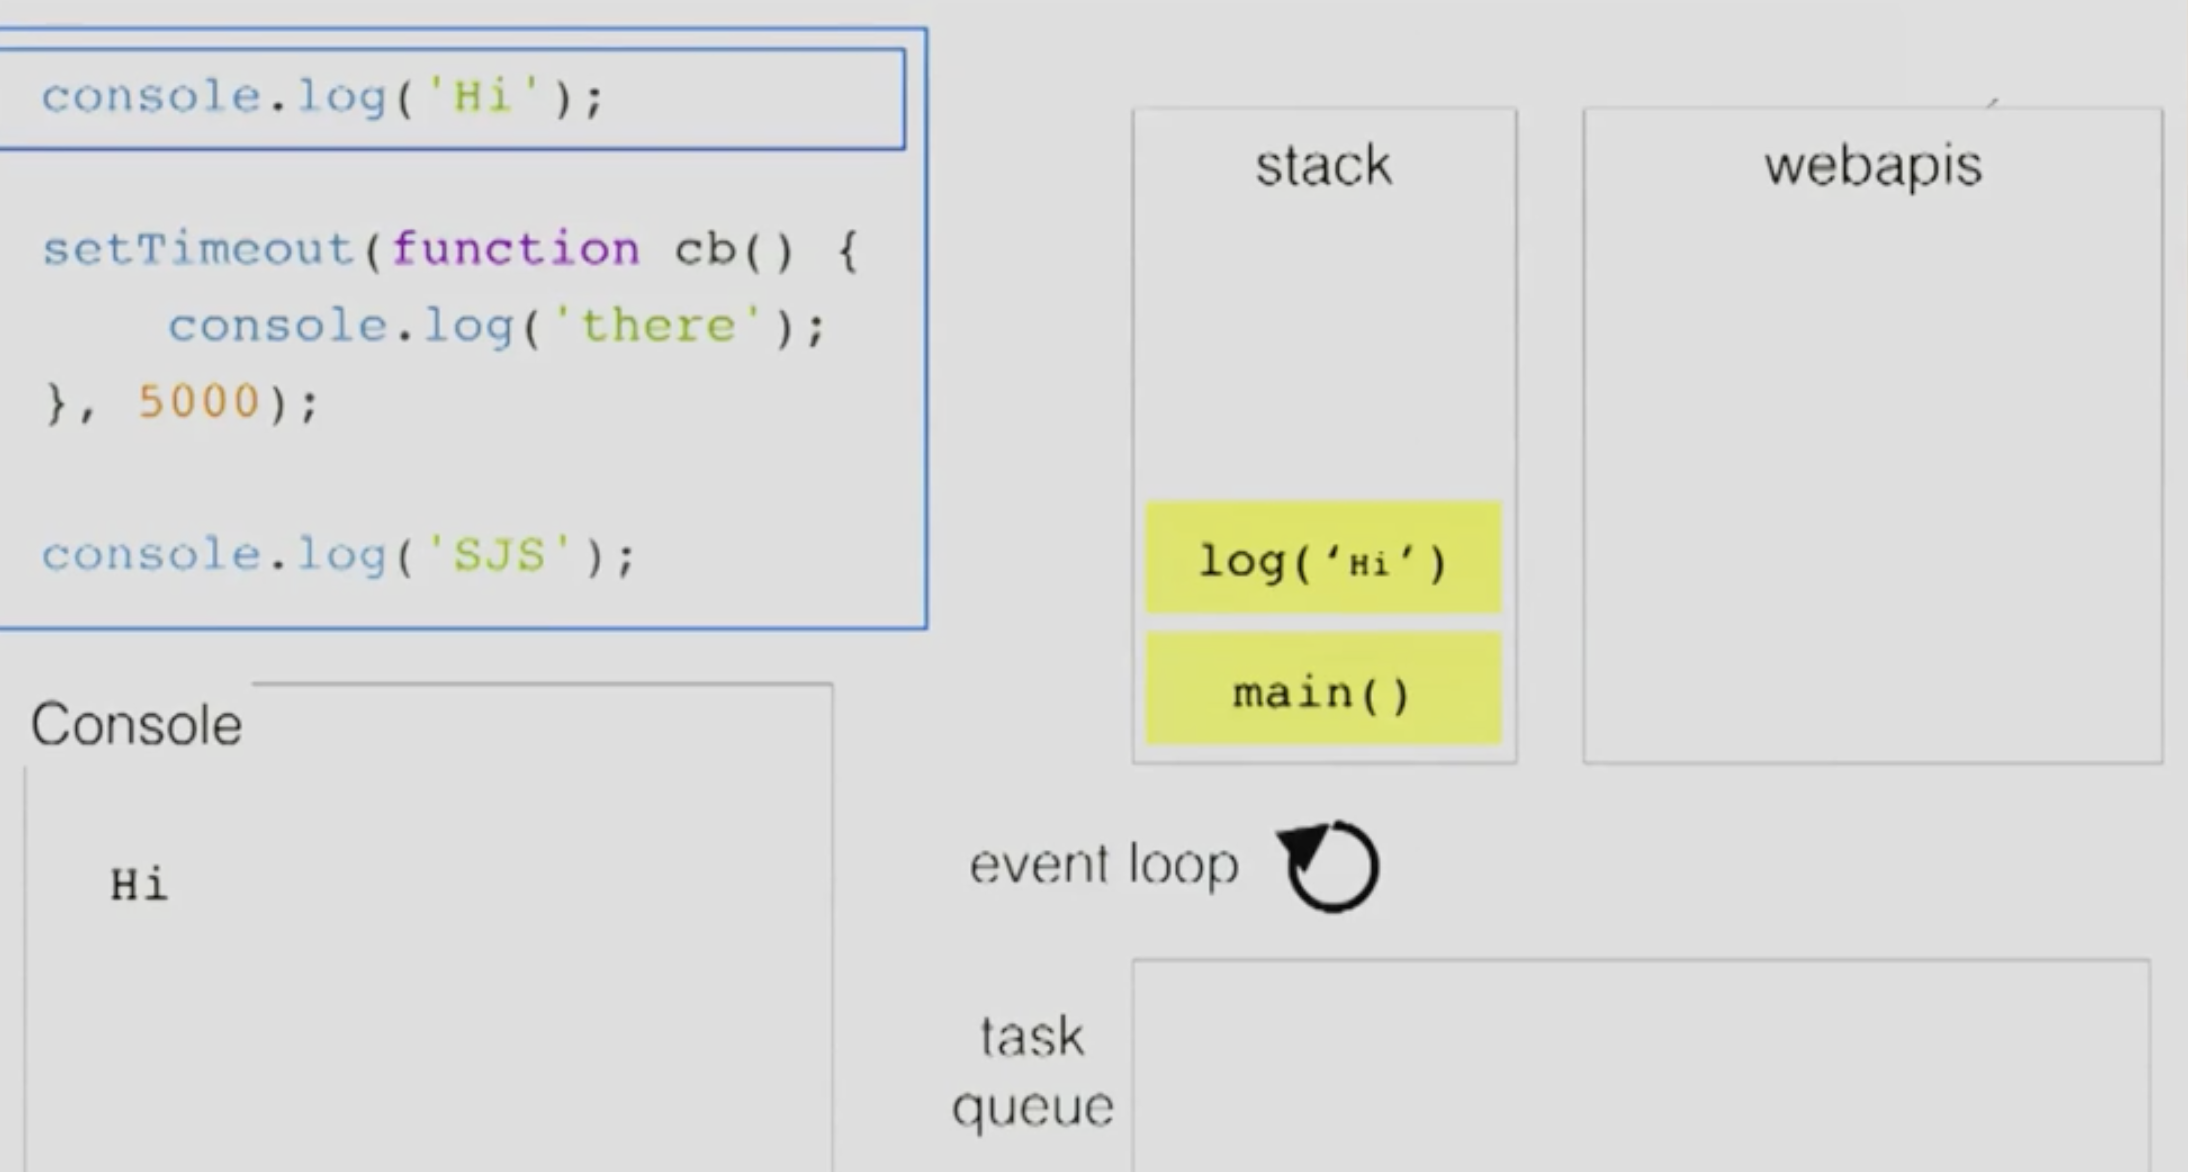 console.log('Hi');
setTimeout(function cb() {
    console.log('there');
}, 5000);
console.log('SJS');
Console
Hi
stack
log(‘Hi’)
main()
webapis
event loop
task
queue